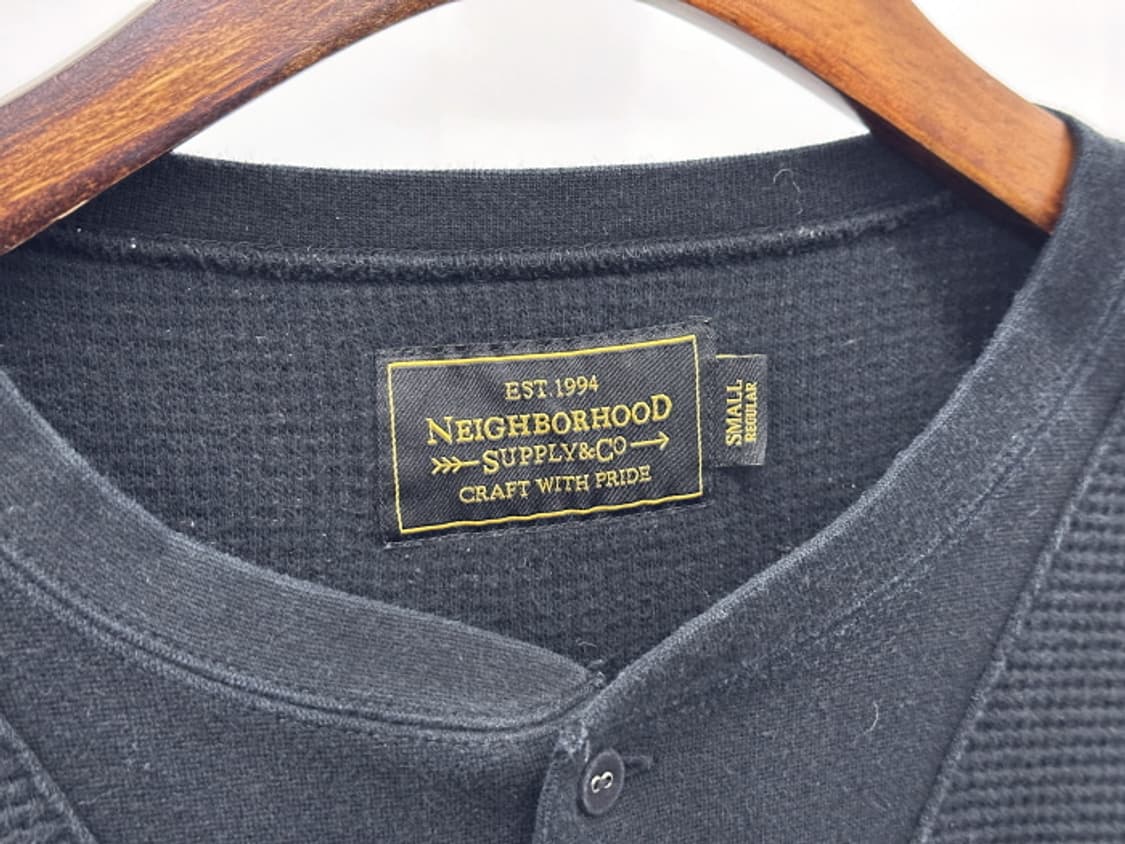 EST.1994
NEIGHBORHOOD
SUPPLY&CO
CRAFT WITH PRIDE
SMALL
REGULAR